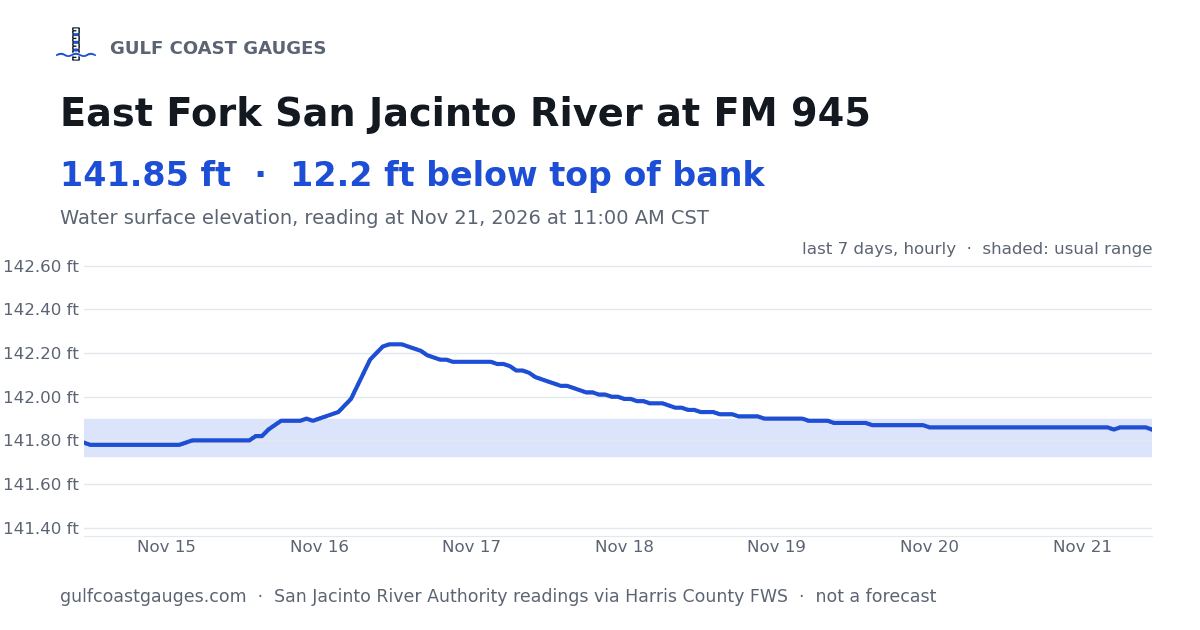 GULF COAST GAUGES
East Fork San Jacinto River at FM 945
141.85 ft · 12.2 ft below top of bank
Water surface elevation, reading at Nov 21, 2026 at 11:00 AM CST
last 7 days, hourly · shaded: usual range
142.60 ft
142.40 ft
142.20 ft
142.00 ft
141.80 ft
141.60 ft
141.40 ft
Nov 15 Nov 16 Nov 17 Nov 18 Nov 19 Nov 20 Nov 21
gulfcoastgauges.com · San Jacinto River Authority readings via Harris County FWS · not a forecast